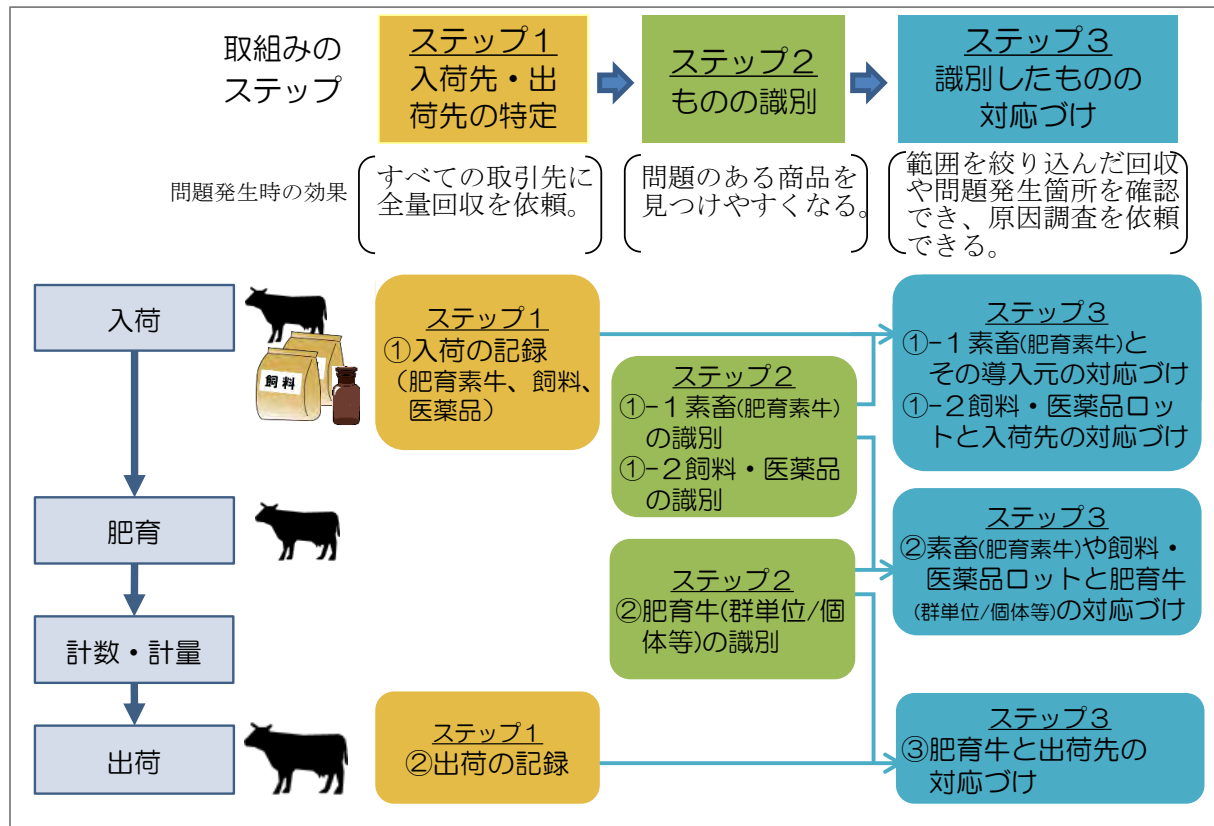 取組みの
ステップ
ステップ１
入荷先・出
荷先の特定
ステップ２
ものの識別
ステップ３
識別したものの
対応づけ
問題発生時の効果
すべての取引先に
全量回収を依頼。
問題のある商品を
見つけやすくなる。
範囲を絞り込んだ回収
や問題発生箇所を確認
でき、原因調査を依頼
できる。
入荷
飼料
ステップ１
①入荷の記録
（肥育素牛、飼料、
医薬品）
ステップ２
①-１素畜(肥育素牛)
の識別
①-２飼料・医薬品
の識別
ステップ３
①-１素畜(肥育素牛)と
その導入元の対応づけ
①-２飼料・医薬品ロッ
トと入荷先の対応づけ
肥育
ステップ２
②肥育牛(群単位/個
体等)の識別
ステップ３
②素畜(肥育素牛)や飼料・
医薬品ロットと肥育牛
(群単位/個体等)の対応づけ
計数・計量
出荷
ステップ１
②出荷の記録
ステップ３
③肥育牛と出荷先の
対応づけ